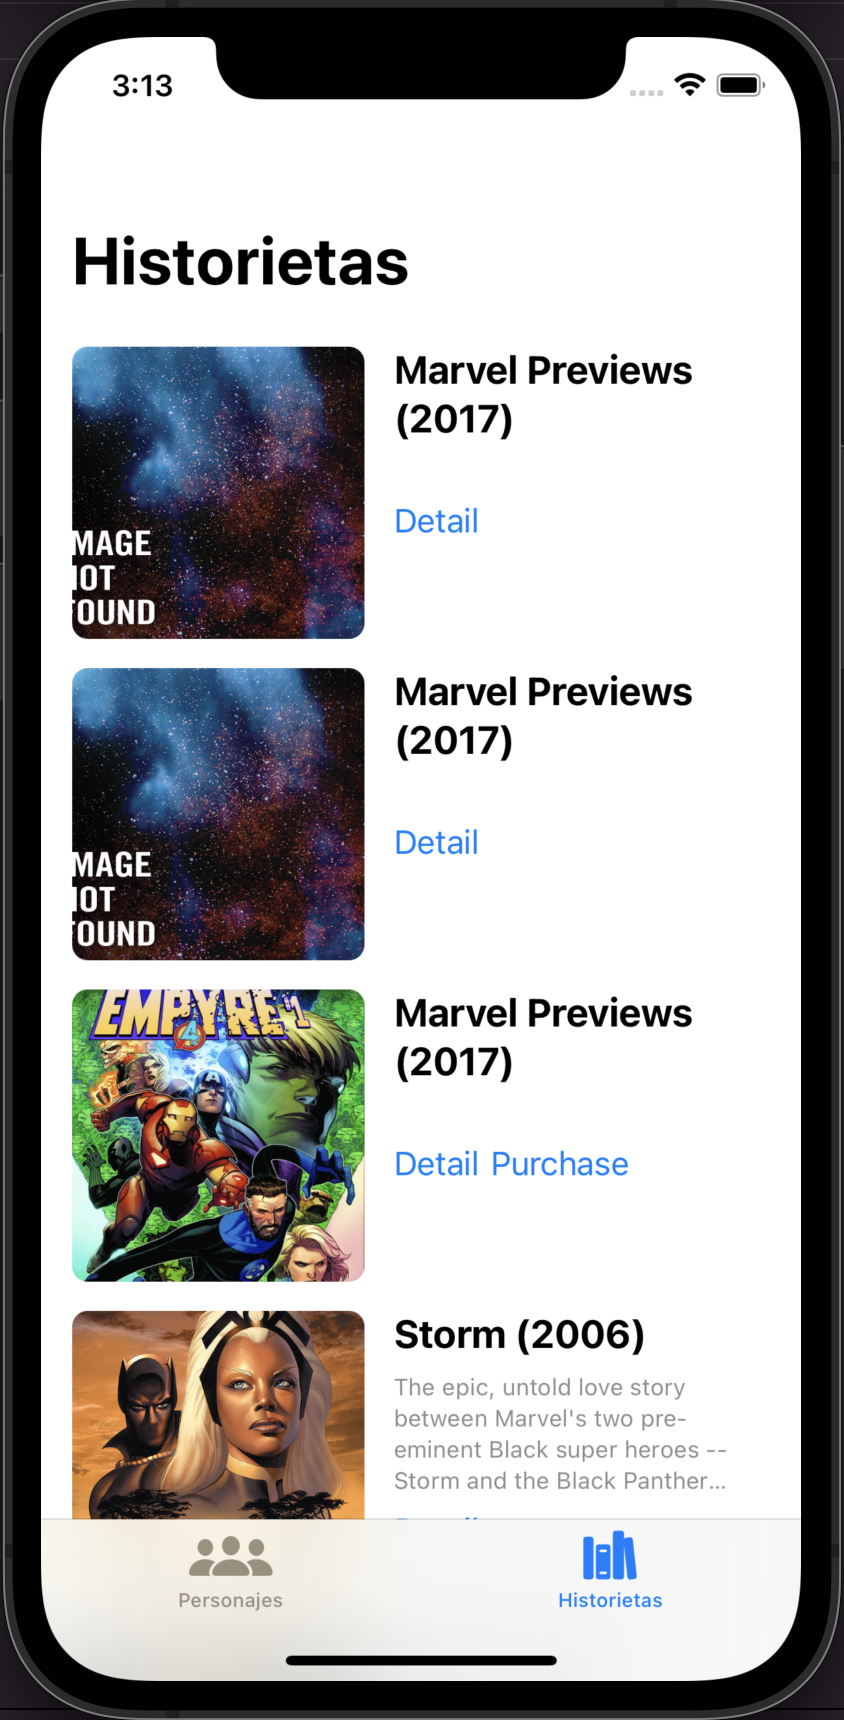 3:13
Historietas
Marvel Previews
(2017)
Detail
MAGE
IOT
OUND
Marvel Previews
(2017)
Detail
MAGE
IOT
OUND
EMPYRE #1
4
A
Marvel Previews
(2017)
Detail Purchase
Storm (2006)
The epic, untold love story
between Marvel's two pre-
eminent Black super heroes --
Storm and the Black Panther...
Personajes
Historietas